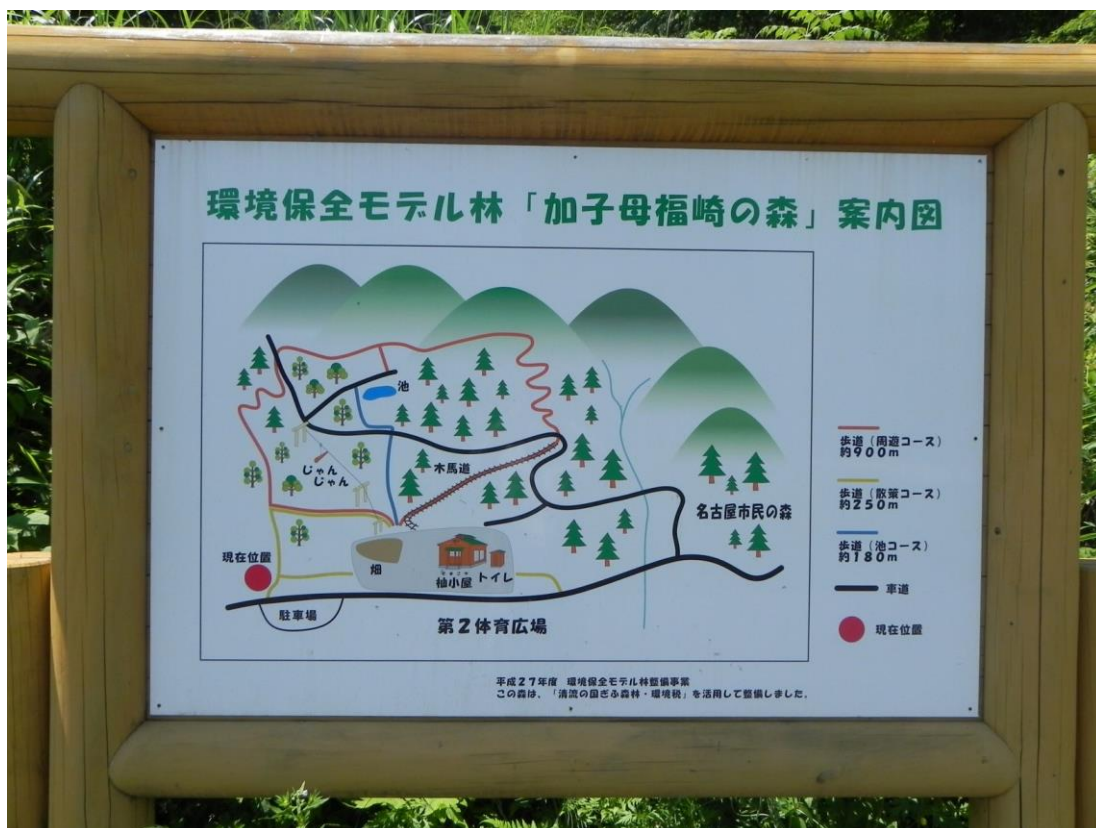 環境保全モデル林「加子母福崎の森」案内図
池
じゃん
じゃん
木馬道
名古屋市民の森
現在位置
畑
杣小屋
トイレ
駐車場
第2体育広場
歩道(周遊コース)
約900m
歩道(散策コース)
約250m
歩道(池コース)
約180m
車道
現在位置
平成27年度 環境保全モデル林整備事業
この森は、「清流の国ぎふ森林・環境税」を活用して整備しました。